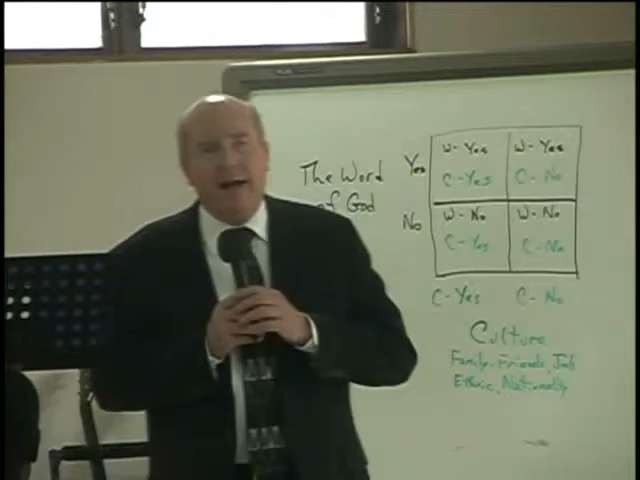 W-Yes W-Yes
The Word Yes C-Yes C-No
of God No W-No W-No
C-Yes C-No
C-Yes C-No
Culture
Family, Friends, Job
Ethnic, Nationality